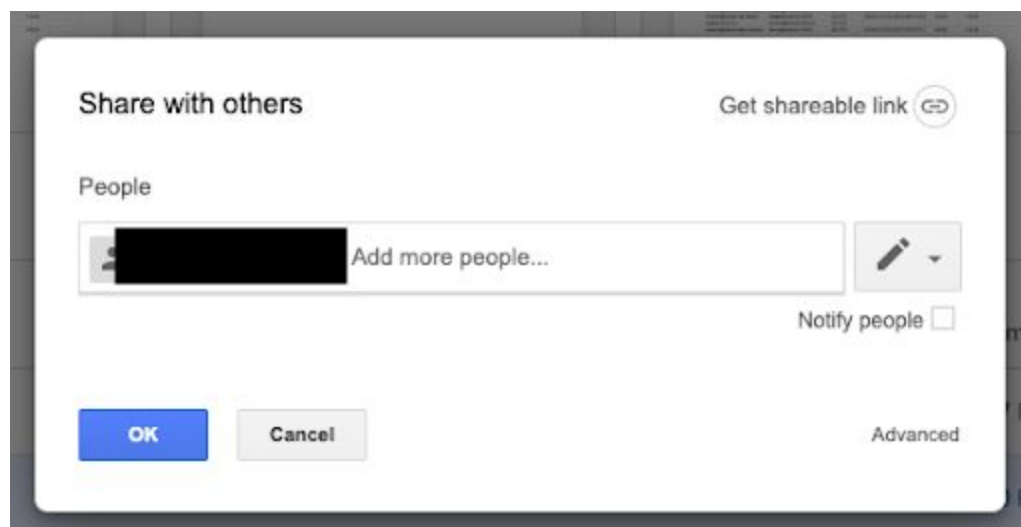 Share with others
Get shareable link
People
Add more people...
Notify people
OK
Cancel
Advanced